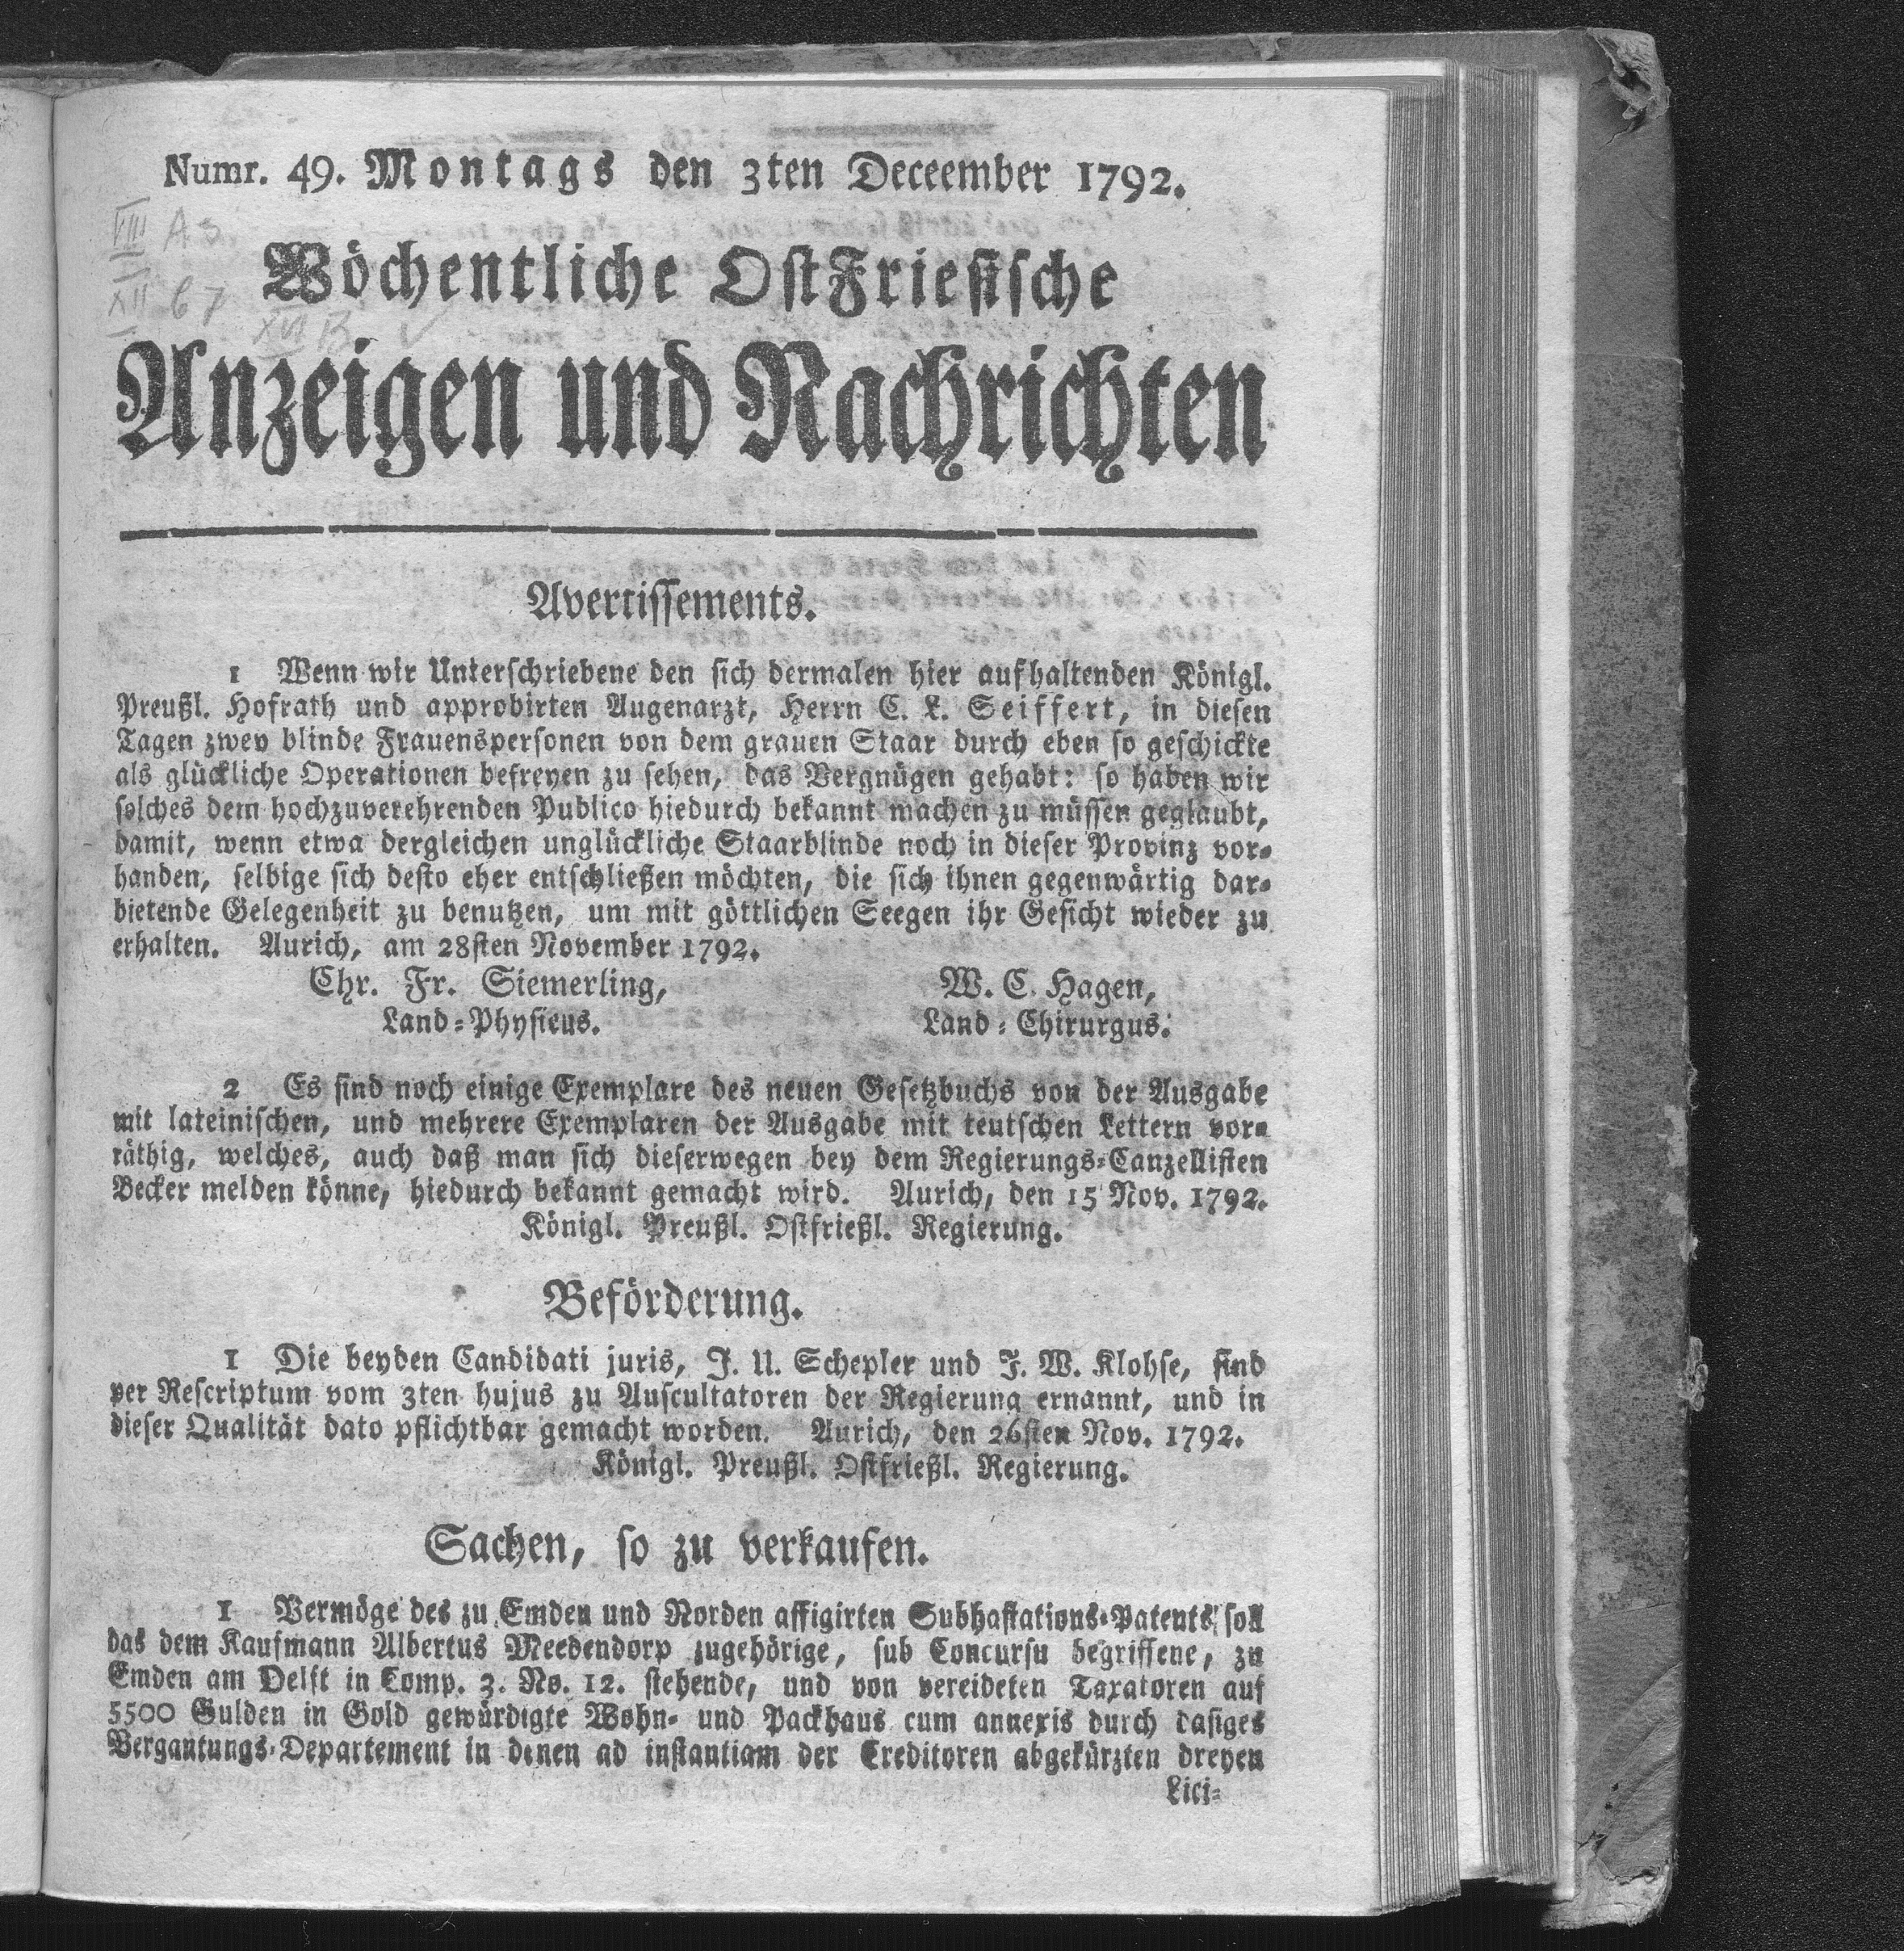 Numr. 49. Montags den 3ten Deceember 1792.
VIII A 3
XII b 7
XVI B
Wöchentliche OstFriesische
Anzeigen und Nachrichten
Avertissements.
1 Wenn wir Unterschriebene den sich dermalen hier aufhaltenden Königl.
Preußl. Hofrath und approbirten Augenarzt, Herrn C. L. Seiffert, in diesen
Tagen zwey blinde Frauenspersonen von dem grauen Staar durch eben so geschickte
als glückliche Operationen befreyen zu sehen, das Vergnügen gehabt: so haben wir
solches dem hochzuverehrenden Publico hiedurch bekannt machen zu müssen geglaubt,
damit, wenn etwa dergleichen unglückliche Staarblinde noch in dieser Provinz vor-
handen, selbige sich desto eher entschließen möchten, die sich ihnen gegenwärtig dar-
bietende Gelegenheit zu benutzen, um mit göttlichen Seegen ihr Gesicht wieder zu
erhalten. Aurich, am 28sten November 1792.
Chr. Fr. Siemerling, W. C. Hagen,
Land-Physicus. Land-Chirurgus.
2 Es sind noch einige Exemplare des neuen Gesetzbuchs von der Ausgabe
mit lateinischen, und mehrere Exemplaren der Ausgabe mit teutschen Lettern vor-
räthig, welches, auch daß man sich dieserwegen bey dem Regierungs-Canzellisten
Becker melden könne, hiedurch bekannt gemacht wird. Aurich, den 15 Nov. 1792.
Königl. Preußl. Ostfrießl. Regierung.
Beförderung.
1 Die beyden Candidati juris, J. U. Schepler und J. W. Klohse, sind
per Rescriptum vom 3ten hujus zu Auscultatoren der Regierung ernannt, und in
dieser Qualität dato pflichtbar gemacht worden. Aurich, den 26sten Nov. 1792.
Königl. Preußl. Ostfrießl. Regierung.
Sachen, so zu verkaufen.
1 Vermöge des zu Emden und Norden affigirten Subhastations-Patents soll
das dem Kaufmann Albertus Meedendorp zugehörige, sub Concursu begriffene, zu
Emden am Delft in Comp. 3. No. 12. stehende, und von vereideten Taxatoren auf
5500 Gulden in Gold gewürdigte Wohn- und Packhaus cum annexis durch dasiges
Vergantungs-Departement in denen ad instantiam der Creditoren abgekürzten dreyen
Lici-